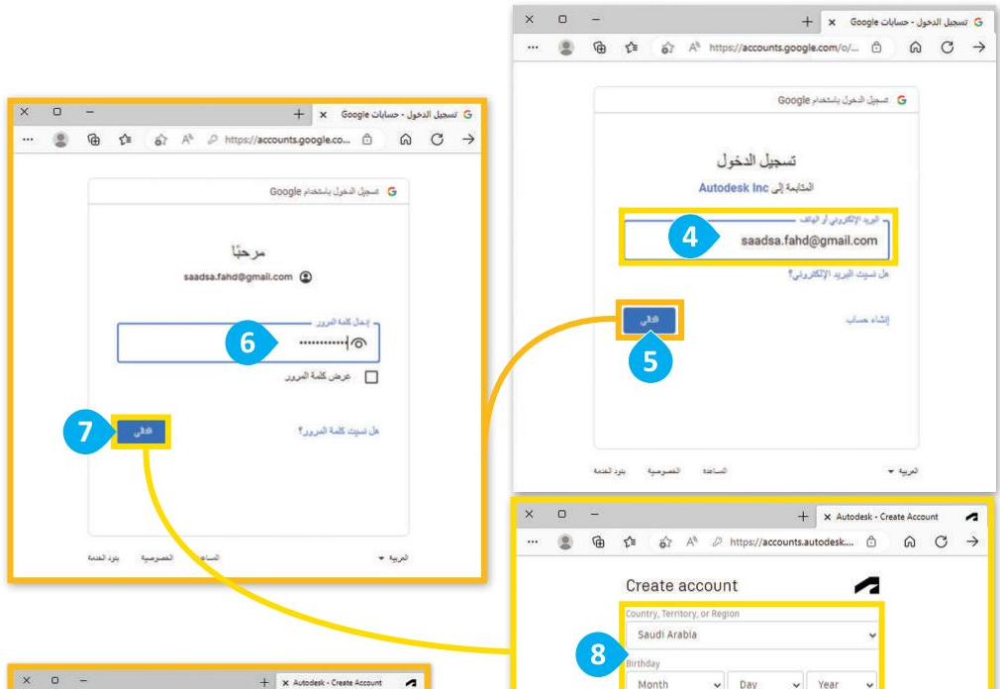 تسجيل الدخول - حسابات Google
https://accounts.google.com/o/...
تسجيل الدخول باستخدام Google
تسجيل الدخول
المتابعة إلى Autodesk Inc
البريد الإلكتروني أو الهاتف
saadsa.fahd@gmail.com
4
هل نسيت البريد الإلكتروني؟
إنشاء حساب
التالي
5
العربية
المساعدة الخصوصية بنود الخدمة
تسجيل الدخول - حسابات Google
https://accounts.google.co...
تسجيل الدخول باستخدام Google
مرحبًا
saadsa.fahd@gmail.com
إدخال كلمة المرور
••••••••••••
6
عرض كلمة المرور
هل نسيت كلمة المرور؟
التالي
7
العربية
الخصوصية بنود الخدمة
Autodesk - Create Account
https://accounts.autodesk....
Create account
Country, Territory, or Region
Saudi Arabia
8
Birthday
Month Day Year
Autodesk - Create Account